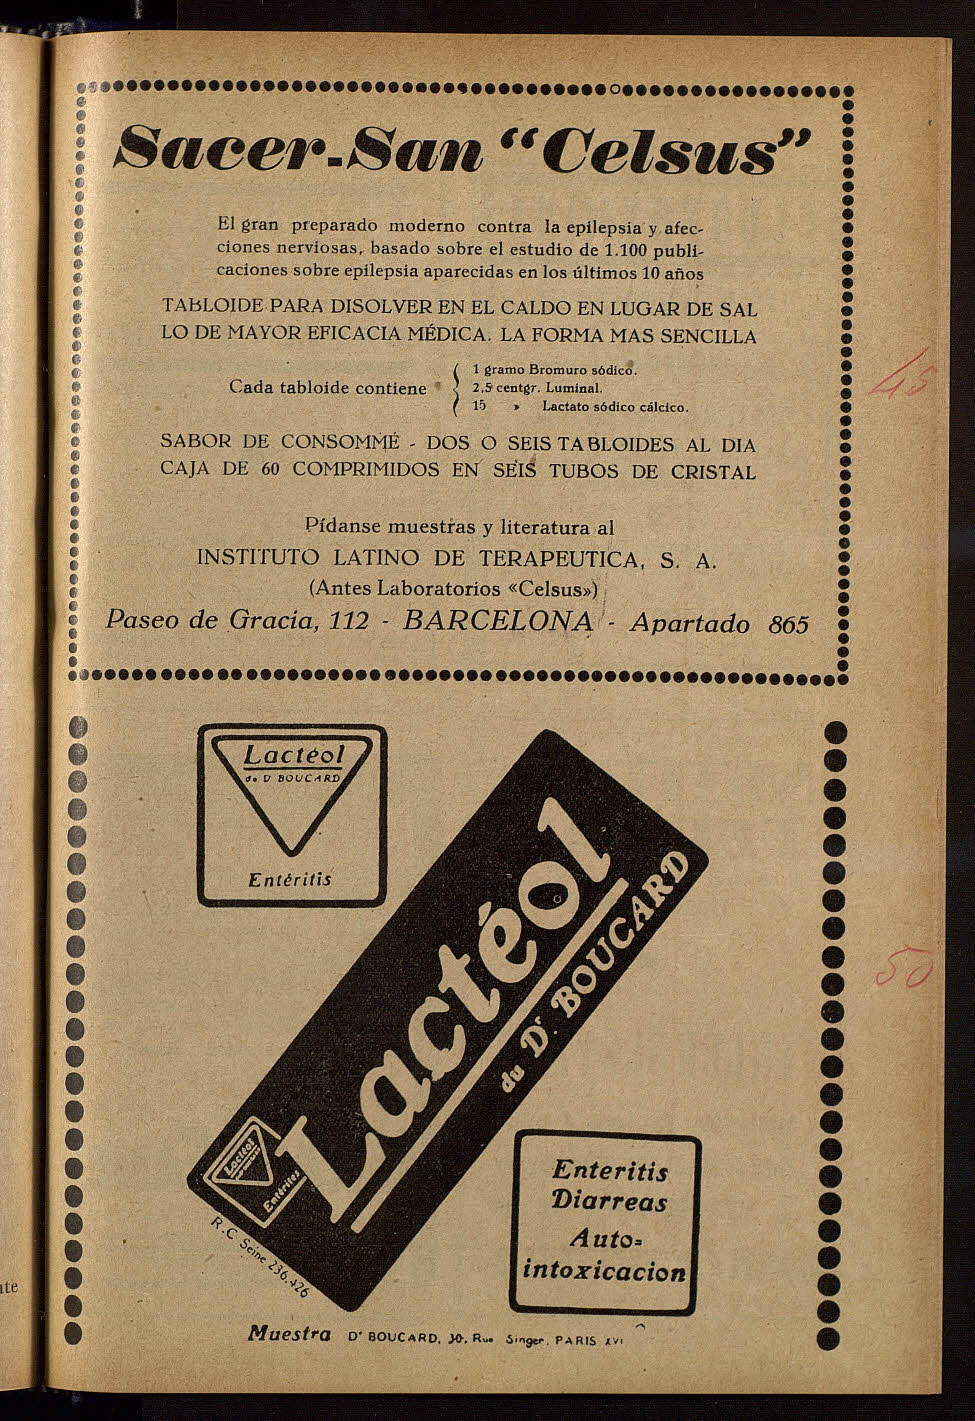 Sacer-San "Celsus"
El gran preparado moderno contra la epilepsia y afec-
ciones nerviosas, basado sobre el estudio de 1.100 publi-
caciones sobre epilepsia aparecidas en los últimos 10 años
TABLOIDE PARA DISOLVER EN EL CALDO EN LUGAR DE SAL
LO DE MAYOR EFICACIA MÉDICA. LA FORMA MAS SENCILLA
Cada tabloide contiene
1 gramo Bromuro sódico.
2,5 centgr. Luminal.
15 » Lactato sódico cálcico.
SABOR DE CONSOMMÉ - DOS O SEIS TABLOIDES AL DIA
CAJA DE 60 COMPRIMIDOS EN SEIS TUBOS DE CRISTAL
Pídanse muestras y literatura al
INSTITUTO LATINO DE TERAPEUTICA, S. A.
(Antes Laboratorios «Celsus»)
Paseo de Gracia, 112 - BARCELONA - Apartado 865
45
Lactéol
du Dr BOUCARD
Entéritis
Lactéol
du Dr. BOUCARD
50
Lactéol
Entérites
R.C. Seine 236.426
Enteritis
Diarreas
Auto=
intoxicacion
Muestra Dr BOUCARD, 30, Rue Singer, PARIS XVI
ate